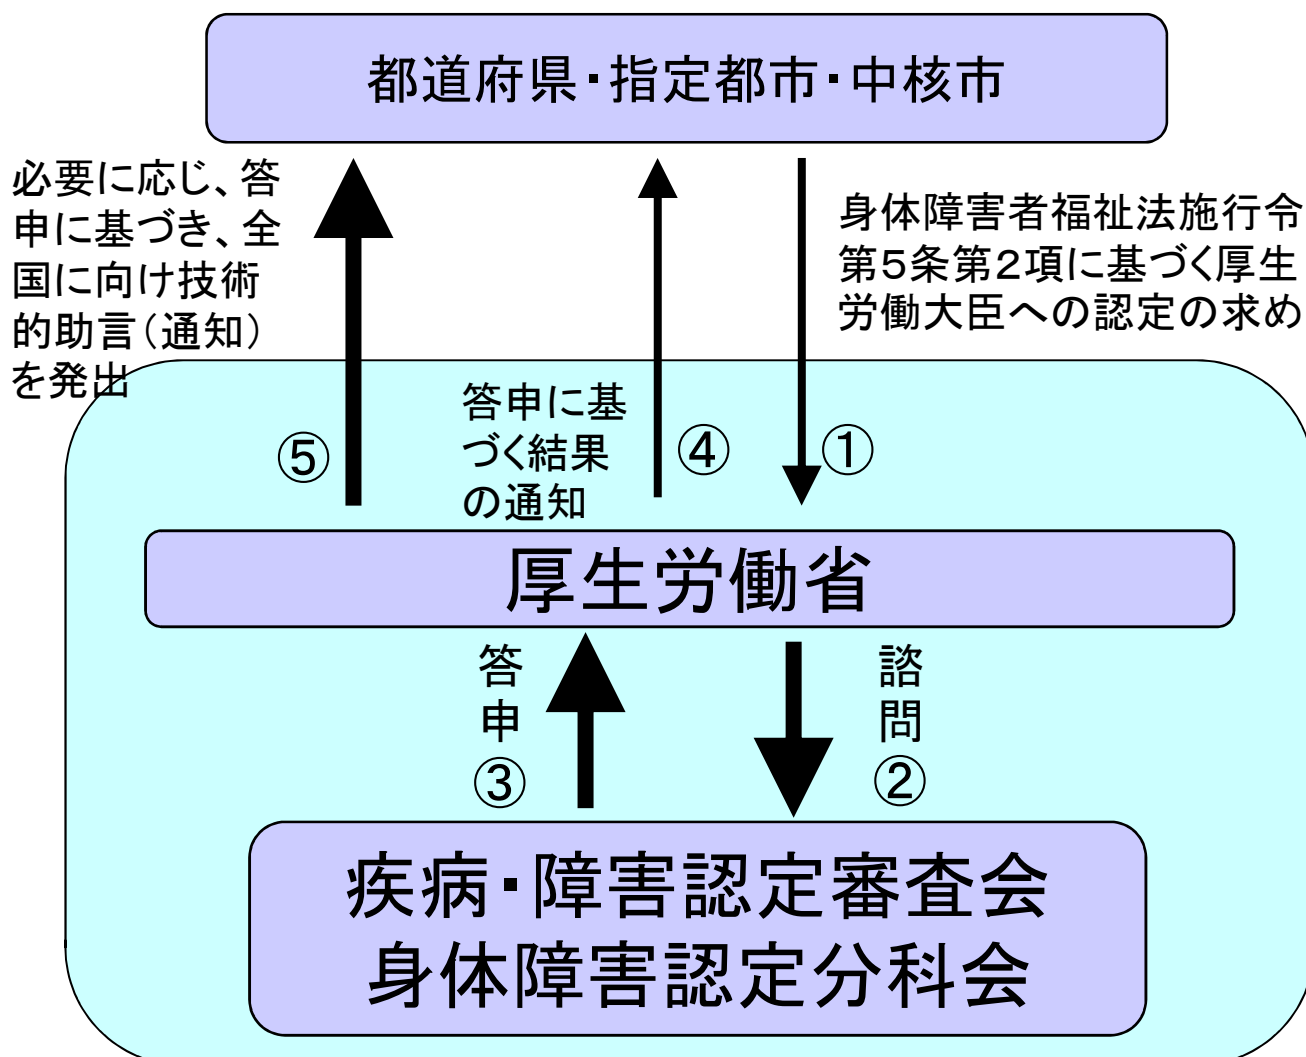 都道府県・指定都市・中核市
必要に応じ、答
申に基づき、全
国に向け技術
的助言（通知）
を発出
身体障害者福祉法施行令
第５条第２項に基づく厚生
労働大臣への認定の求め
⑤
答申に基
づく結果
の通知
④
①
厚生労働省
答
申
③
諮
問
②
疾病・障害認定審査会
身体障害認定分科会